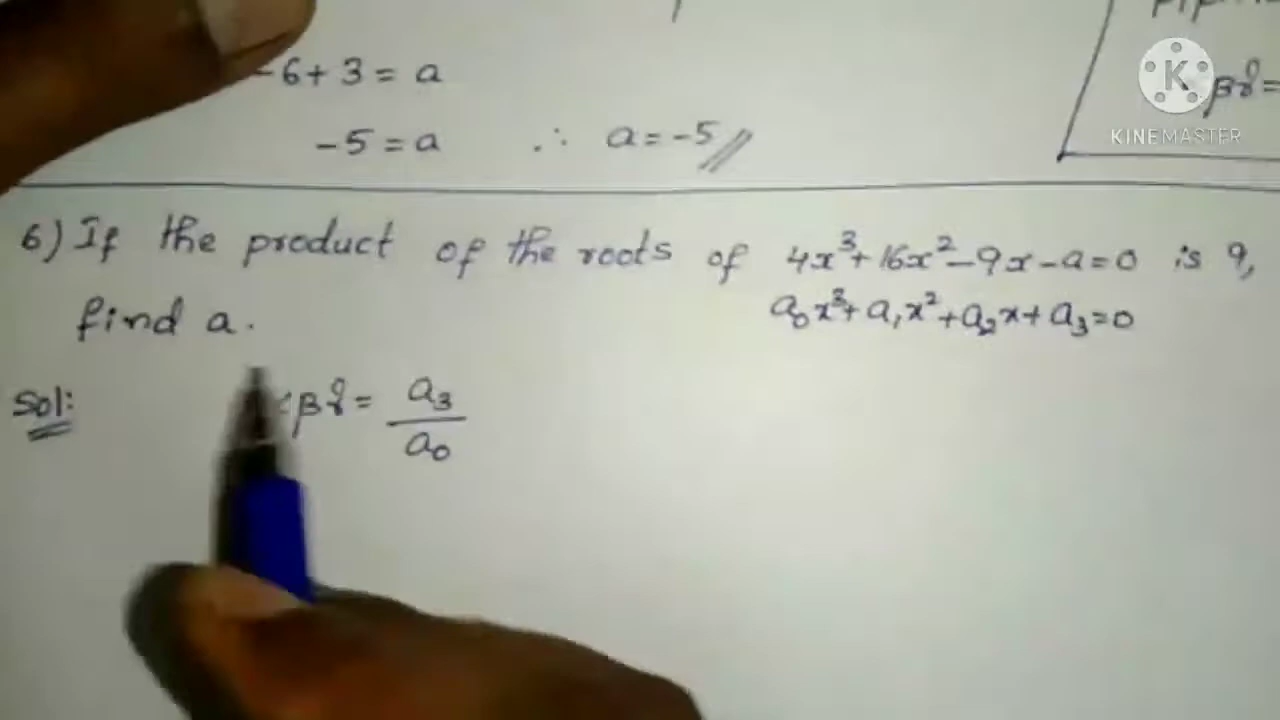 -6+3 = a
-5 = a ∴ a = -5
βγ=
KINEMASTER
6) If the product of the roots of 4x³+16x²-9x-a=0 is 9,
find a.
a₀x³+a₁x²+a₂x+a₃=0
Sol: βγ = a₃/a₀